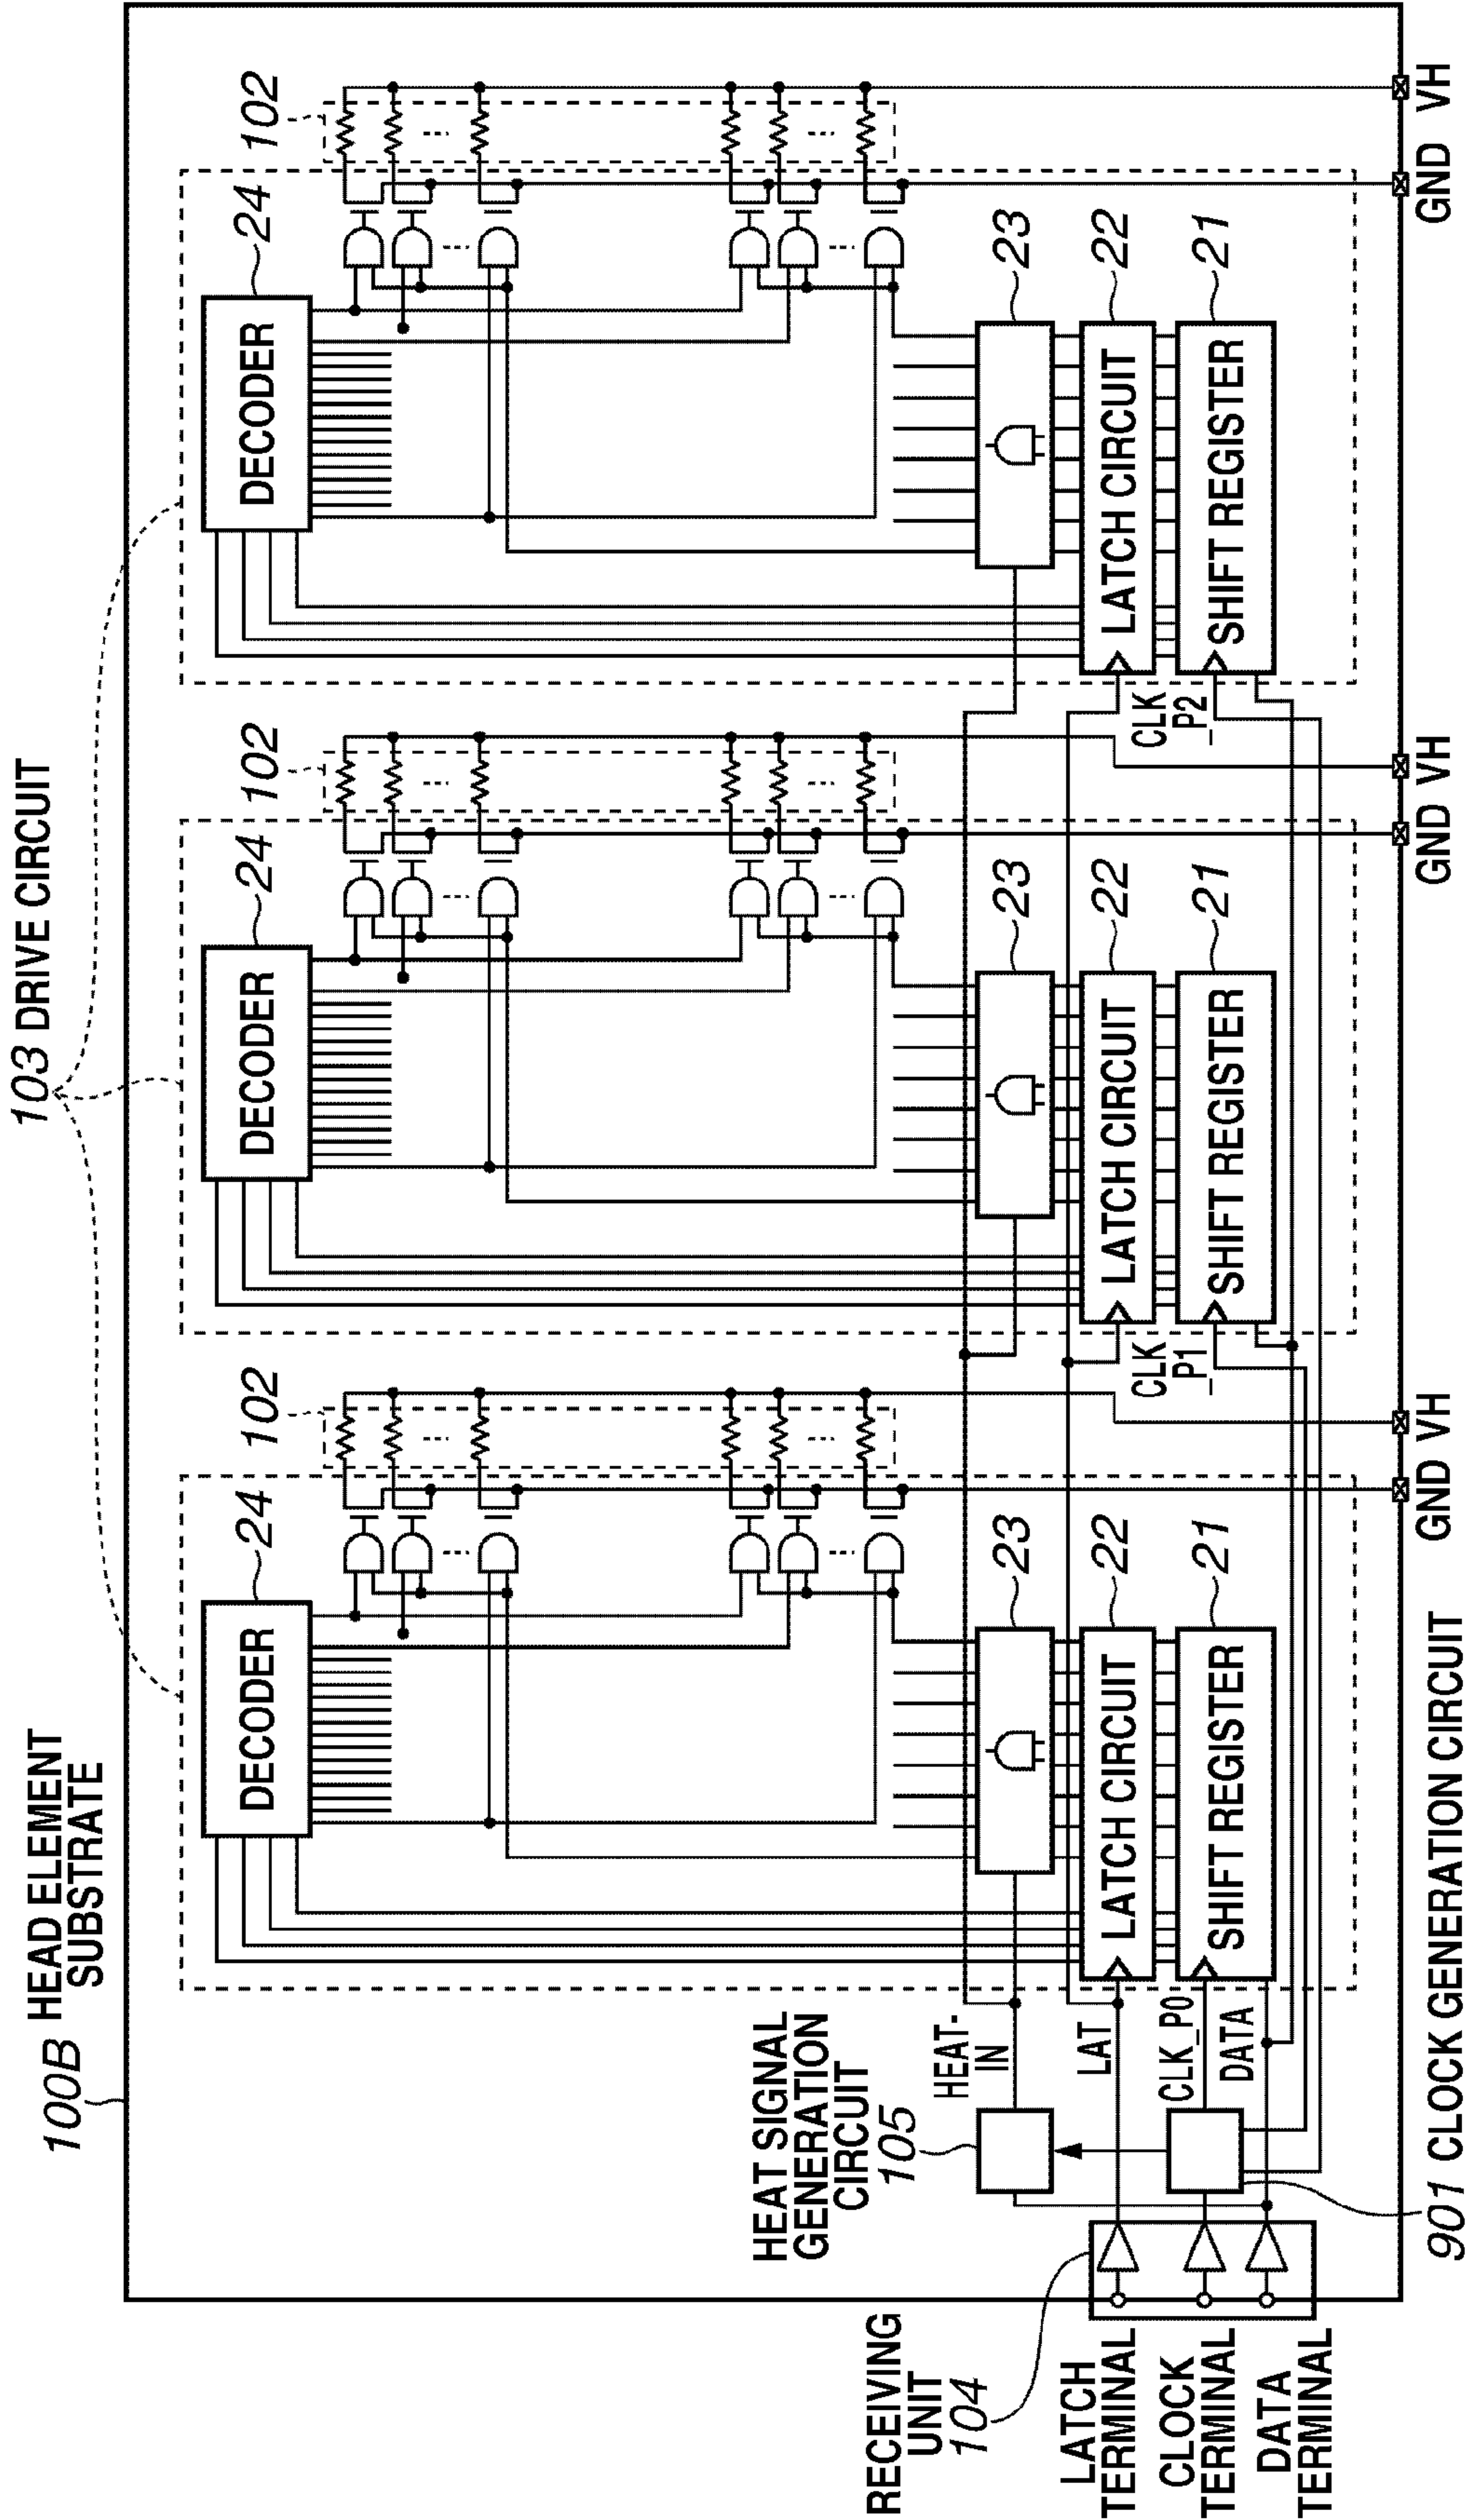 103 DRIVE CIRCUIT
100B HEAD ELEMENT
SUBSTRATE
24
102
24
102
24
102
DECODER
DECODER
DECODER
HEAT SIGNAL
GENERATION
CIRCUIT
105
HEAT-
IN
23
23
23
RECEIVING
UNIT
104
LATCH
TERMINAL
LAT
LATCH CIRCUIT
22
LATCH CIRCUIT
22
LATCH CIRCUIT
22
CLOCK
TERMINAL
CLK_P0
CLK
_P1
CLK
_P2
DATA
TERMINAL
DATA
SHIFT REGISTER
21
SHIFT REGISTER
21
SHIFT REGISTER
21
901 CLOCK GENERATION CIRCUIT
GND VH
GND VH
GND VH